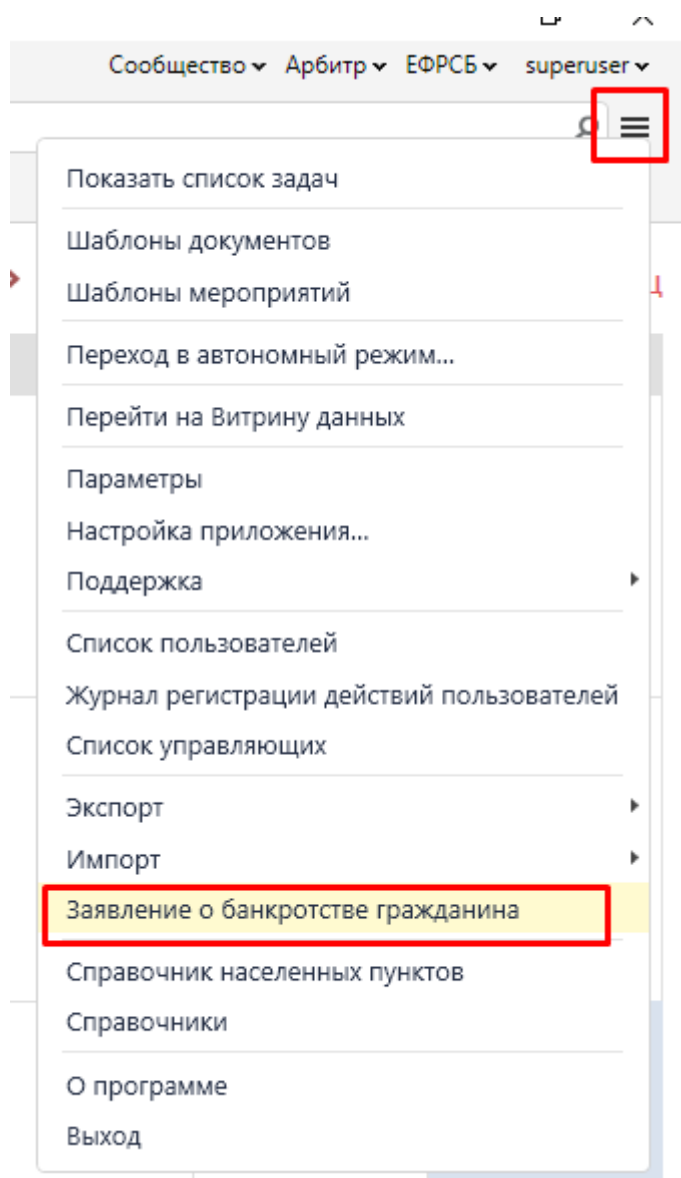 Сообщество Арбитр ЕФРСБ superuser
Показать список задач
Шаблоны документов
Шаблоны мероприятий
ц
Переход в автономный режим...
Перейти на Витрину данных
Параметры
Настройка приложения...
Поддержка
Список пользователей
Журнал регистрации действий пользователей
Список управляющих
Экспорт
Импорт
Заявление о банкротстве гражданина
Справочник населенных пунктов
Справочники
О программе
Выход